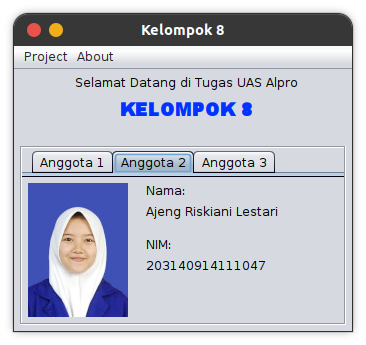 Kelompok 8
Project About
Selamat Datang di Tugas UAS Alpro
KELOMPOK 8
Anggota 1 Anggota 2 Anggota 3
Nama:
Ajeng Riskiani Lestari
NIM:
203140914111047